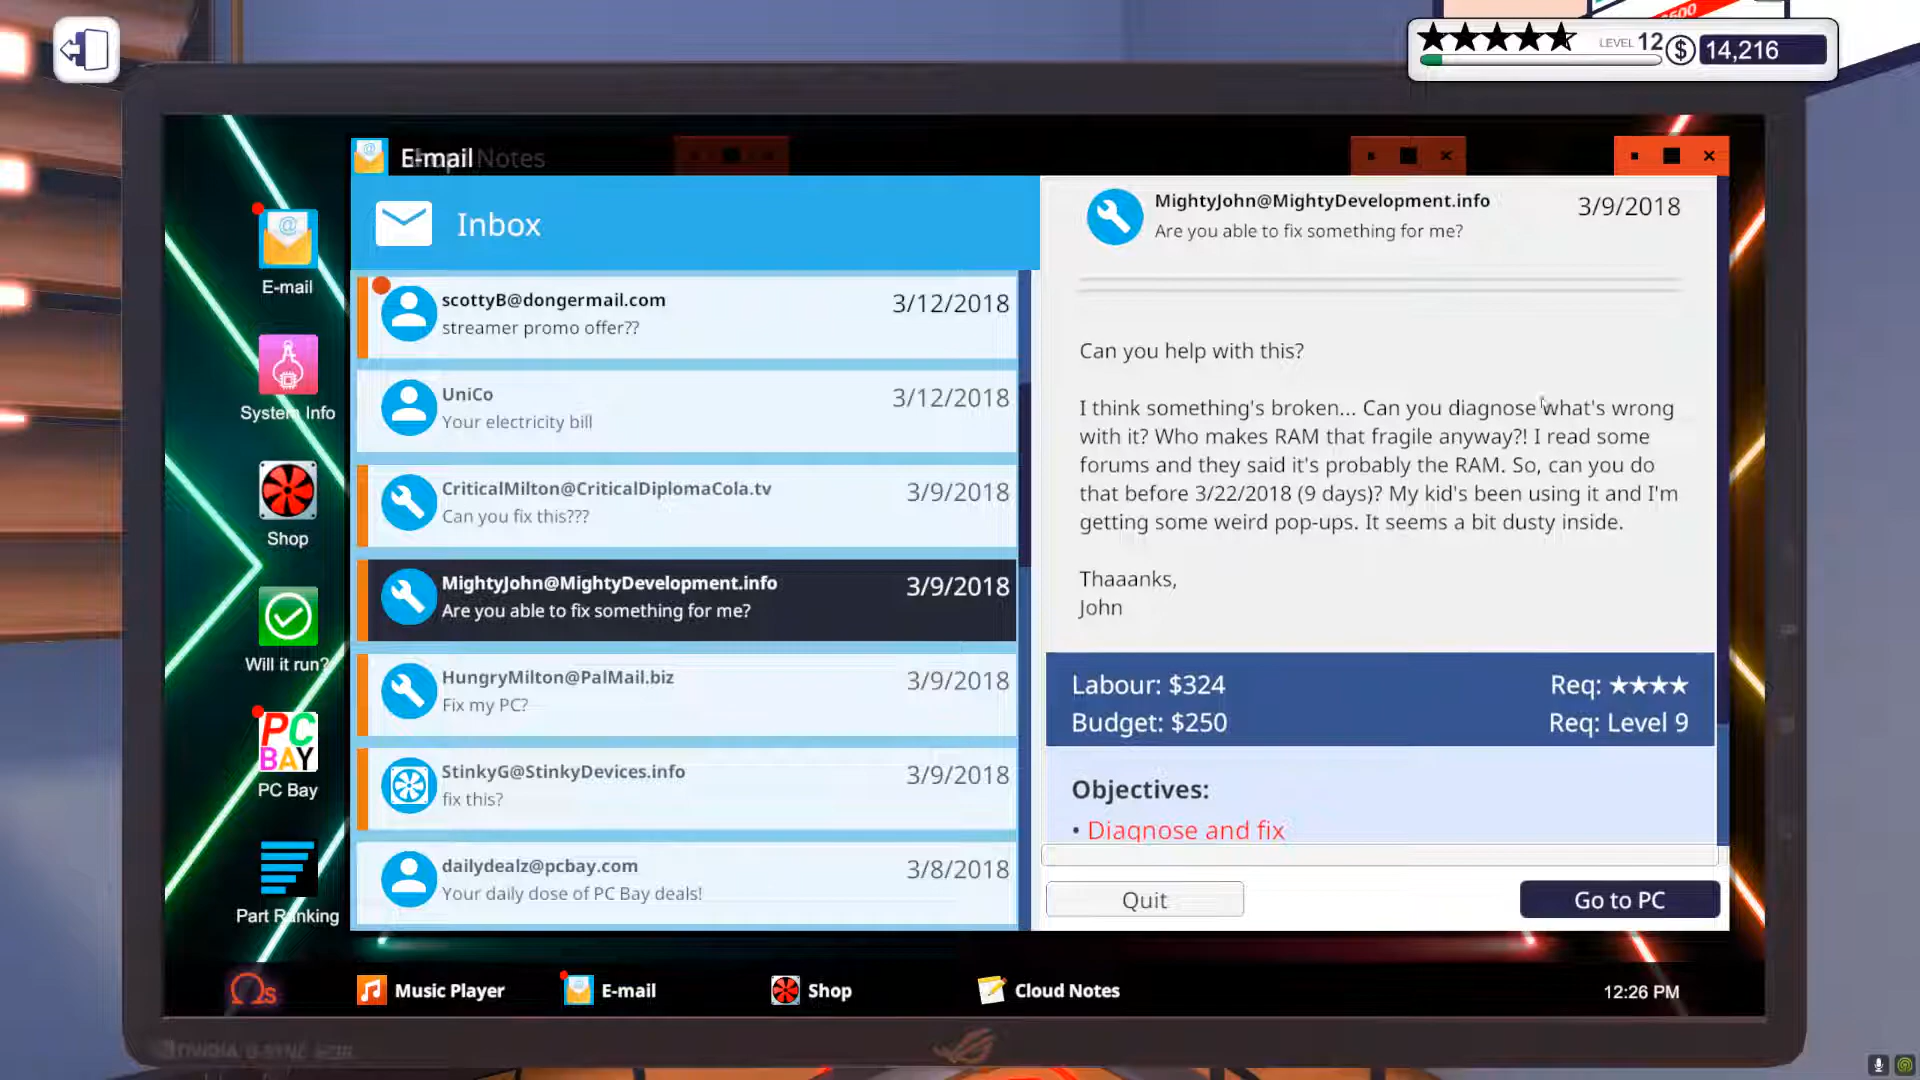 LEVEL 12
$ 14,216
E-mail
Notes
Inbox
E-mail
System Info
Shop
Will it run?
PC BAY
PC Bay
Part Ranking
scottyB@dongermail.com 3/12/2018
streamer promo offer??
UniCo 3/12/2018
Your electricity bill
CriticalMilton@CriticalDiplomaCola.tv 3/9/2018
Can you fix this???
MightyJohn@MightyDevelopment.info 3/9/2018
Are you able to fix something for me?
HungryMilton@PalMail.biz 3/9/2018
Fix my PC?
StinkyG@StinkyDevices.info 3/9/2018
fix this?
dailydealz@pcbay.com 3/8/2018
Your daily dose of PC Bay deals!
MightyJohn@MightyDevelopment.info 3/9/2018
Are you able to fix something for me?
Can you help with this?
I think something's broken... Can you diagnose what's wrong
with it? Who makes RAM that fragile anyway?! I read some
forums and they said it's probably the RAM. So, can you do
that before 3/22/2018 (9 days)? My kid's been using it and I'm
getting some weird pop-ups. It seems a bit dusty inside.
Thaaanks,
John
Labour: $324 Req: ★★★★
Budget: $250 Req: Level 9
Objectives:
• Diagnose and fix
Quit Go to PC
Music Player E-mail Shop Cloud Notes 12:26 PM